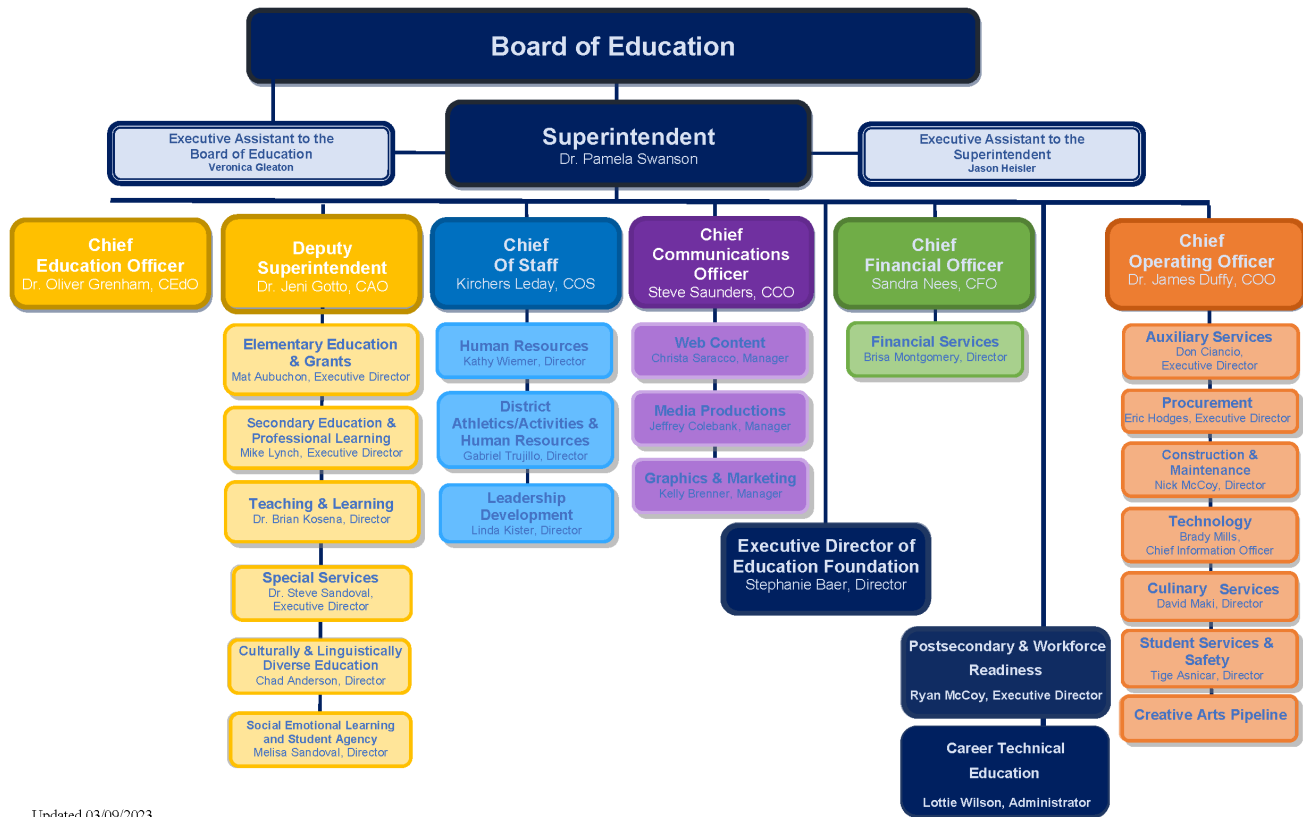 Board of Education
Executive Assistant to the
Board of Education
Veronica Gleaton
Superintendent
Dr. Pamela Swanson
Executive Assistant to the
Superintendent
Jason Heisler
Chief
Education Officer
Dr. Oliver Grenham, CEdO
Deputy
Superintendent
Dr. Jeni Gotto, CAO
Elementary Education
& Grants
Mat Aubuchon, Executive Director
Secondary Education &
Professional Learning
Mike Lynch, Executive Director
Teaching & Learning
Dr. Brian Kosena, Director
Special Services
Dr. Steve Sandoval,
Executive Director
Culturally & Linguistically
Diverse Education
Chad Anderson, Director
Social Emotional Learning
and Student Agency
Melisa Sandoval, Director
Chief
Of Staff
Kirchers Leday, COS
Human Resources
Kathy Wiemer, Director
District
Athletics/Activities &
Human Resources
Gabriel Trujillo, Director
Leadership
Development
Linda Kister, Director
Chief
Communications
Officer
Steve Saunders, CCO
Web Content
Christa Saracco, Manager
Media Productions
Jeffrey Colebank, Manager
Graphics & Marketing
Kelly Brenner, Manager
Executive Director of
Education Foundation
Stephanie Baer, Director
Chief
Financial Officer
Sandra Nees, CFO
Financial Services
Brisa Montgomery, Director
Postsecondary & Workforce
Readiness
Ryan McCoy, Executive Director
Career Technical
Education
Lottie Wilson, Administrator
Chief
Operating Officer
Dr. James Duffy, COO
Auxiliary Services
Don Ciancio,
Executive Director
Procurement
Eric Hodges, Executive Director
Construction &
Maintenance
Nick McCoy, Director
Technology
Brady Mills,
Chief Information Officer
Culinary Services
David Maki, Director
Student Services &
Safety
Tige Asnicar, Director
Creative Arts Pipeline
Updated 03/09/2023